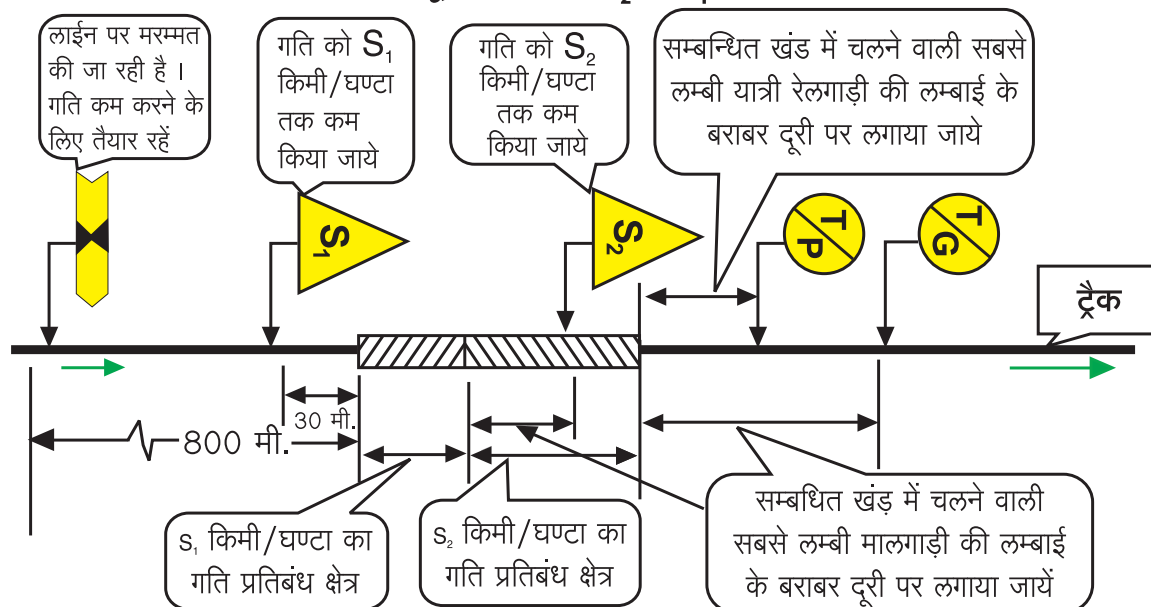 लाईन पर मरम्मत
की जा रही है ।
गति कम करने के
लिए तैयार रहें
गति को S₁
किमी/घण्टा
तक कम
किया जाये
गति को S₂
किमी/घण्टा
तक कम
किया जाये
सम्बन्धित खंड में चलने वाली सबसे
लम्बी यात्री रेलगाड़ी की लम्बाई के
बराबर दूरी पर लगाया जाये
S₁
S₂
T/P
T/G
ट्रैक
30 मी.
800 मी.
s₁ किमी/घण्टा का
गति प्रतिबंध क्षेत्र
s₂ किमी/घण्टा का
गति प्रतिबंध क्षेत्र
सम्बधित खंड़ में चलने वाली
सबसे लम्बी मालगाड़ी की लम्बाई
के बराबर दूरी पर लगाया जायें